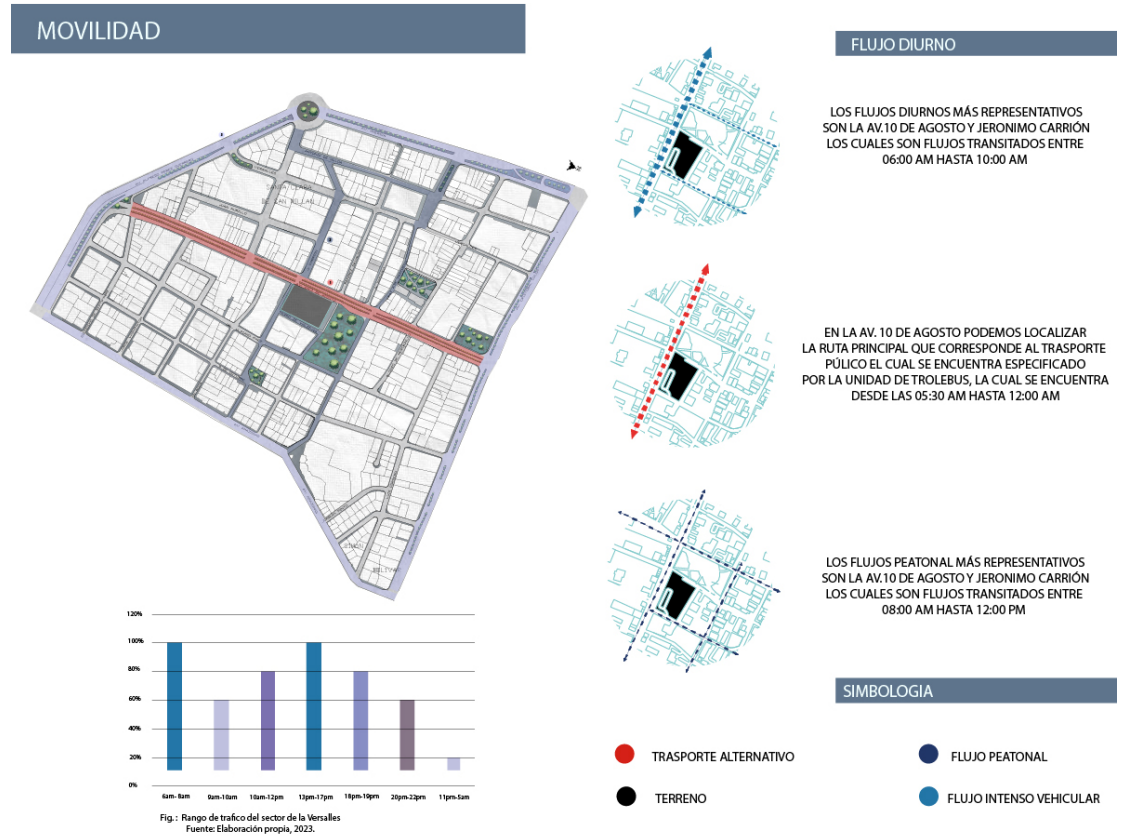 MOVILIDAD
FLUJO DIURNO
LOS FLUJOS DIURNOS MÁS REPRESENTATIVOS
SON LA AV.10 DE AGOSTO Y JERONIMO CARRIÓN
LOS CUALES SON FLUJOS TRANSITADOS ENTRE
06:00 AM HASTA 10:00 AM
SANTA CLARA
DE SAN MILLAN
EN LA AV. 10 DE AGOSTO PODEMOS LOCALIZAR
LA RUTA PRINCIPAL QUE CORRESPONDE AL TRASPORTE
PÚLICO EL CUAL SE ENCUENTRA ESPECIFICADO
POR LA UNIDAD DE TROLEBUS, LA CUAL SE ENCUENTRA
DESDE LAS 05:30 AM HASTA 12:00 AM
LOS FLUJOS PEATONAL MÁS REPRESENTATIVOS
SON LA AV.10 DE AGOSTO Y JERONIMO CARRIÓN
LOS CUALES SON FLUJOS TRANSITADOS ENTRE
08:00 AM HASTA 12:00 PM
120%
100%
80%
60%
40%
20%
0%
6am- 8am 9am-10am 10am-12pm 13pm-17pm 18pm-19pm 20pm-22pm 11pm-5am
Fig. : Rango de trafico del sector de la Versalles
Fuente: Elaboración propia, 2023.
SIMBOLOGIA
TRASPORTE ALTERNATIVO
FLUJO PEATONAL
TERRENO
FLUJO INTENSO VEHICULAR